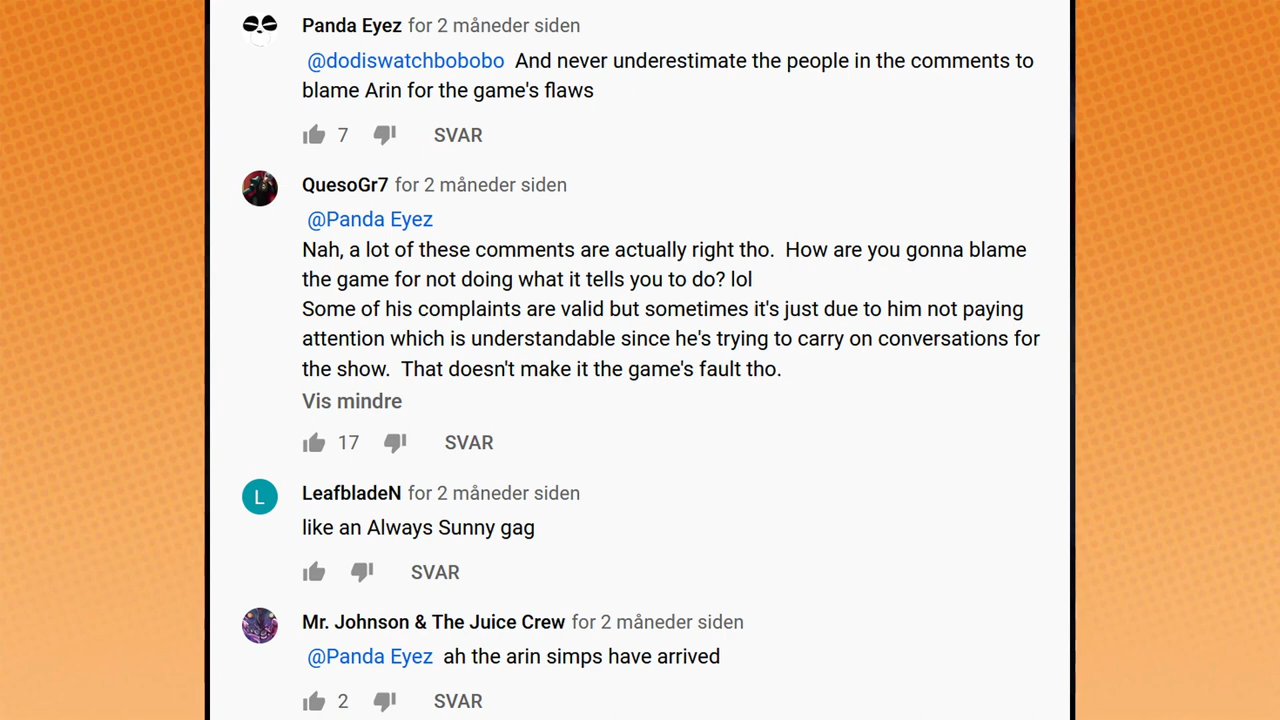 Panda Eyez for 2 måneder siden
@dodiswatchbobobo And never underestimate the people in the comments to
blame Arin for the game's flaws
7 SVAR
QuesoGr7 for 2 måneder siden
@Panda Eyez
Nah, a lot of these comments are actually right tho. How are you gonna blame
the game for not doing what it tells you to do? lol
Some of his complaints are valid but sometimes it's just due to him not paying
attention which is understandable since he's trying to carry on conversations for
the show. That doesn't make it the game's fault tho.
Vis mindre
17 SVAR
L
LeafbladeN for 2 måneder siden
like an Always Sunny gag
SVAR
Mr. Johnson & The Juice Crew for 2 måneder siden
@Panda Eyez ah the arin simps have arrived
2 SVAR